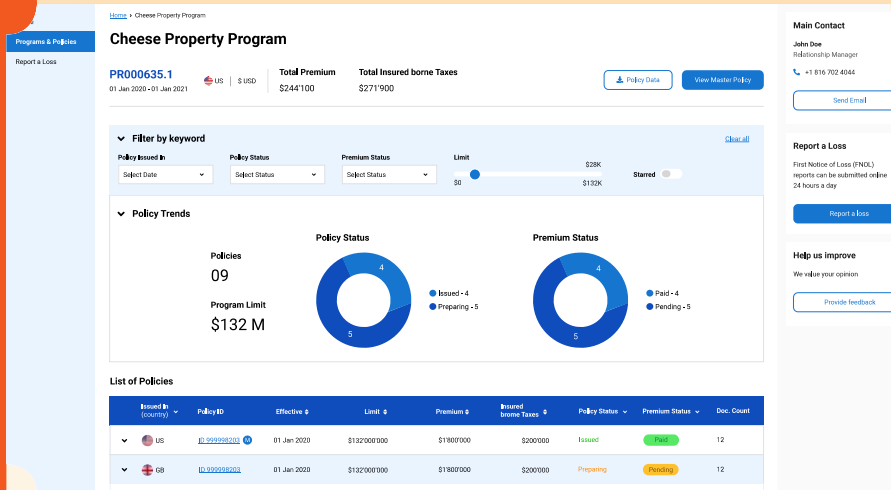 Home › Cheese Property Program
Programs & Policies
Report a Loss
Cheese Property Program
PR000635.1
01 Jan 2020 - 01 Jan 2021
US
$ USD
Total Premium
$244'100
Total Insured borne Taxes
$271'900
Policy Data
View Master Policy
Filter by keyword
Clear all
Policy Issued In
Select Date
Policy Status
Select Status
Premium Status
Select Status
Limit
$28K
$0
$132K
Starred
Policy Trends
Policies
09
Program Limit
$132 M
Policy Status
4
5
Issued - 4
Preparing - 5
Premium Status
4
5
Paid - 4
Pending - 5
List of Policies
Issued In
(country)
Policy ID
Effective
Limit
Premium
Insured
brome Taxes
Policy Status
Premium Status
Doc. Count
US
ID 999998203
M
01 Jan 2020
$132'000'000
$1'800'000
$200'000
Issued
Paid
12
GB
ID 999998203
01 Jan 2020
$132'000'000
$1'800'000
$200'000
Preparing
Pending
12
Main Contact
John Doe
Relationship Manager
+1 816 702 4044
Send Email
Report a Loss
First Notice of Loss (FNOL)
reports can be submitted online
24 hours a day
Report a loss
Help us improve
We value your opinion
Provide feedback